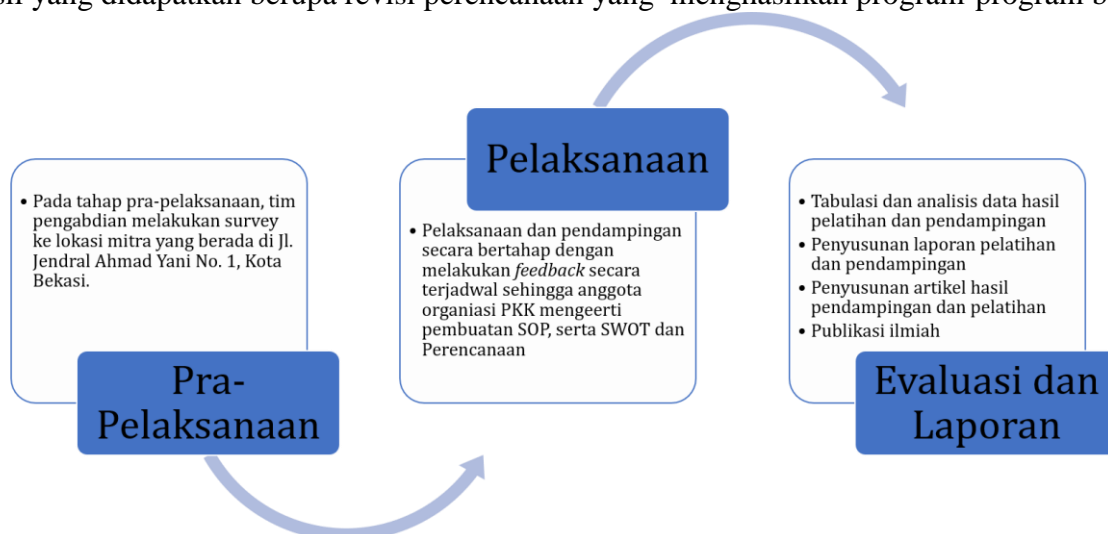 yang didapatkan berupa revisi perencanaan yang menghasilkan program-program
• Pada tahap pra-pelaksanaan, tim
pengabdian melakukan survey
ke lokasi mitra yang berada di Jl.
Jendral Ahmad Yani No. 1, Kota
Bekasi.
Pra-
Pelaksanaan
Pelaksanaan
• Pelaksanaan dan pendampingan
secara bertahap dengan
melakukan feedback secara
terjadwal sehingga anggota
organiasi PKK mengeerti
pembuatan SOP, serta SWOT dan
Perencanaan
• Tabulasi dan analisis data hasil
pelatihan dan pendampingan
• Penyusunan laporan pelatihan
dan pendampingan
• Penyusunan artikel hasil
pendampingan dan pelatihan
• Publikasi ilmiah
Evaluasi dan
Laporan